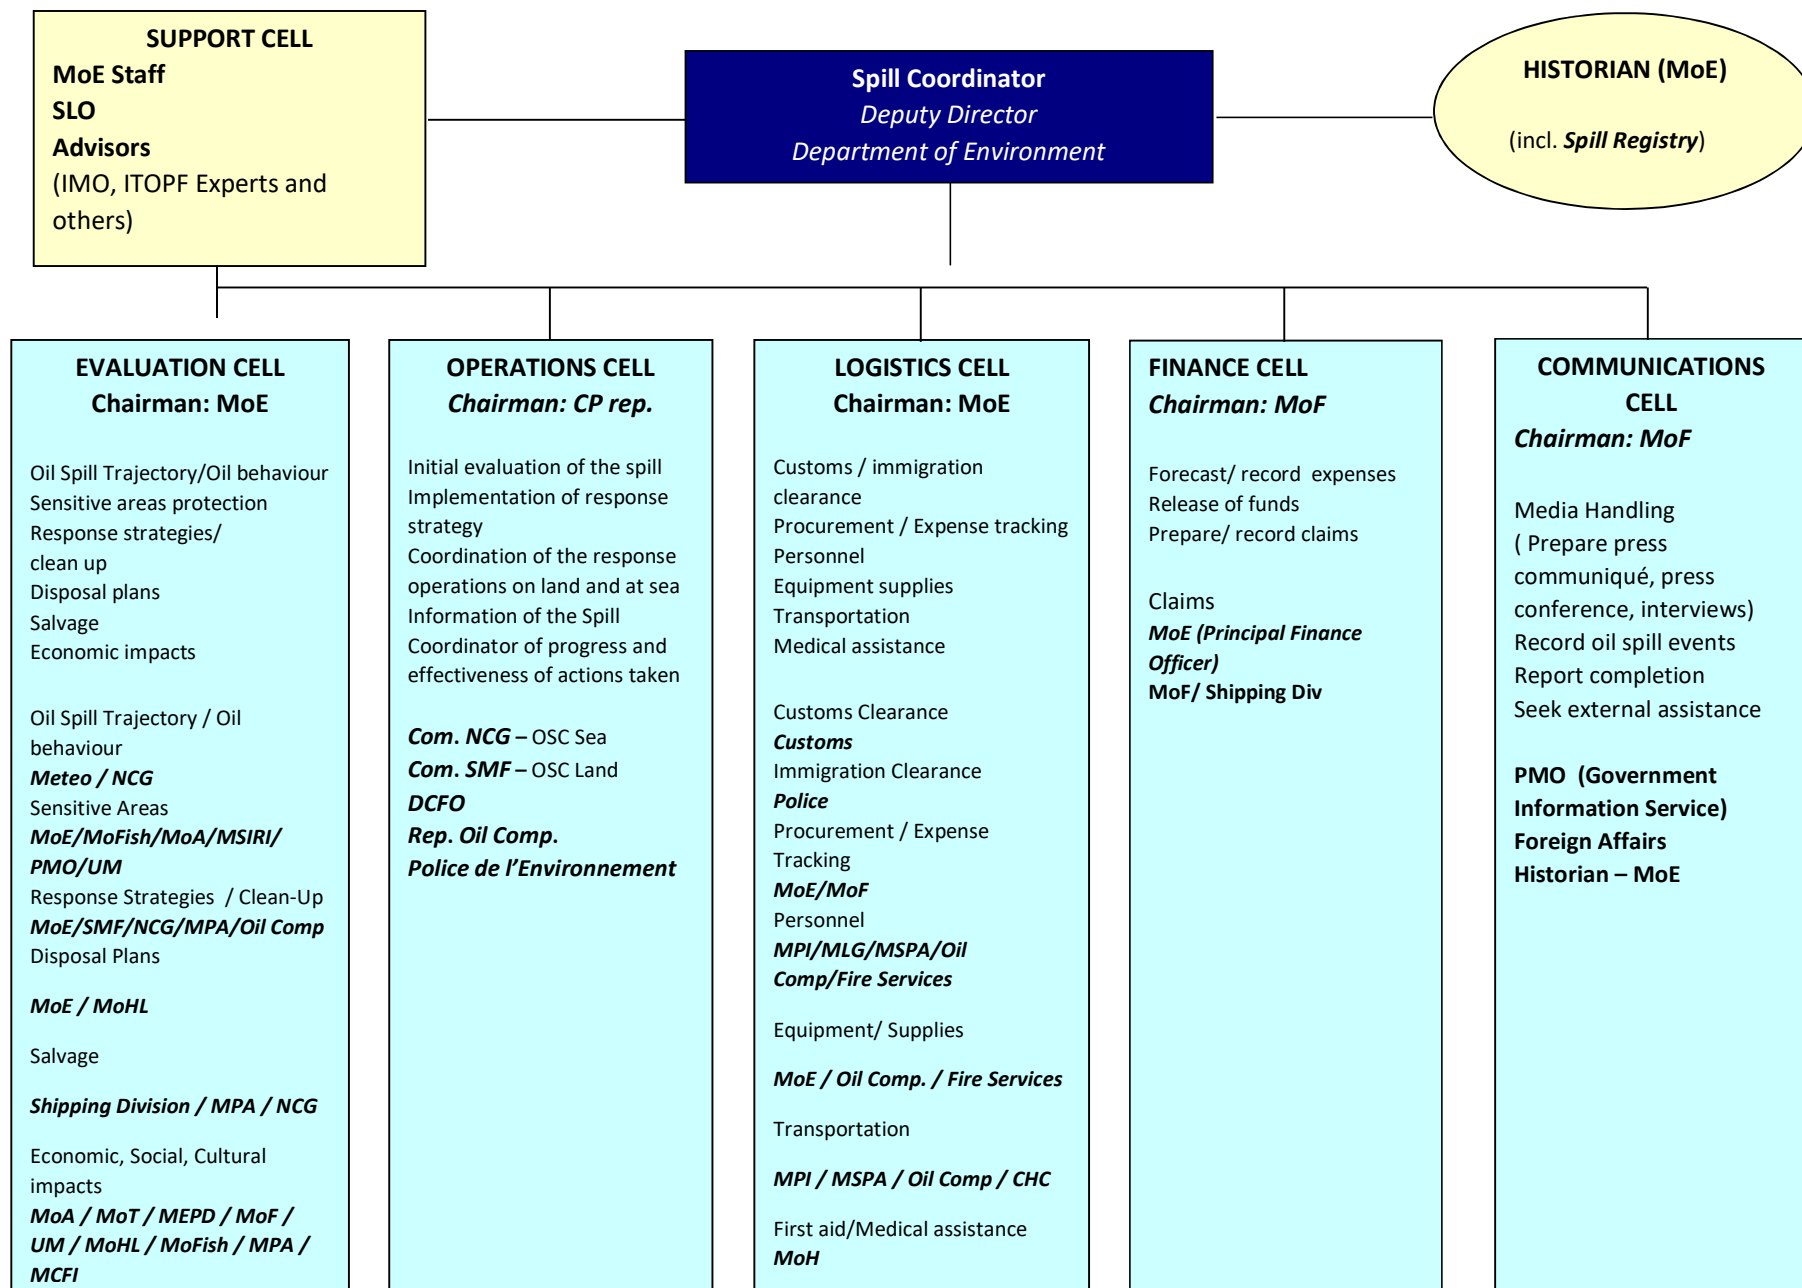 SUPPORT CELL
MoE Staff
SLO
Advisors
(IMO, ITOPF Experts and
others)
Spill Coordinator
Deputy Director
Department of Environment
HISTORIAN (MoE)
(incl. Spill Registry)
EVALUATION CELL
Chairman: MoE
Oil Spill Trajectory/Oil behaviour
Sensitive areas protection
Response strategies/
clean up
Disposal plans
Salvage
Economic impacts
Oil Spill Trajectory / Oil
behaviour
Meteo / NCG
Sensitive Areas
MoE/MoFish/MoA/MSIRI/
PMO/UM
Response Strategies / Clean-Up
MoE/SMF/NCG/MPA/Oil Comp
Disposal Plans
MoE / MoHL
Salvage
Shipping Division / MPA / NCG
Economic, Social, Cultural
impacts
MoA / MoT / MEPD / MoF /
UM / MoHL / MoFish / MPA /
MCFI
OPERATIONS CELL
Chairman: CP rep.
Initial evaluation of the spill
Implementation of response
strategy
Coordination of the response
operations on land and at sea
Information of the Spill
Coordinator of progress and
effectiveness of actions taken
Com. NCG – OSC Sea
Com. SMF – OSC Land
DCFO
Rep. Oil Comp.
Police de l’Environnement
LOGISTICS CELL
Chairman: MoE
Customs / immigration
clearance
Procurement / Expense tracking
Personnel
Equipment supplies
Transportation
Medical assistance
Customs Clearance
Customs
Immigration Clearance
Police
Procurement / Expense
Tracking
MoE/MoF
Personnel
MPI/MLG/MSPA/Oil
Comp/Fire Services
Equipment/ Supplies
MoE / Oil Comp. / Fire Services
Transportation
MPI / MSPA / Oil Comp / CHC
First aid/Medical assistance
MoH
FINANCE CELL
Chairman: MoF
Forecast/ record expenses
Release of funds
Prepare/ record claims
Claims
MoE (Principal Finance
Officer)
MoF/ Shipping Div
COMMUNICATIONS
CELL
Chairman: MoF
Media Handling
( Prepare press
communiqué, press
conference, interviews)
Record oil spill events
Report completion
Seek external assistance
PMO (Government
Information Service)
Foreign Affairs
Historian – MoE